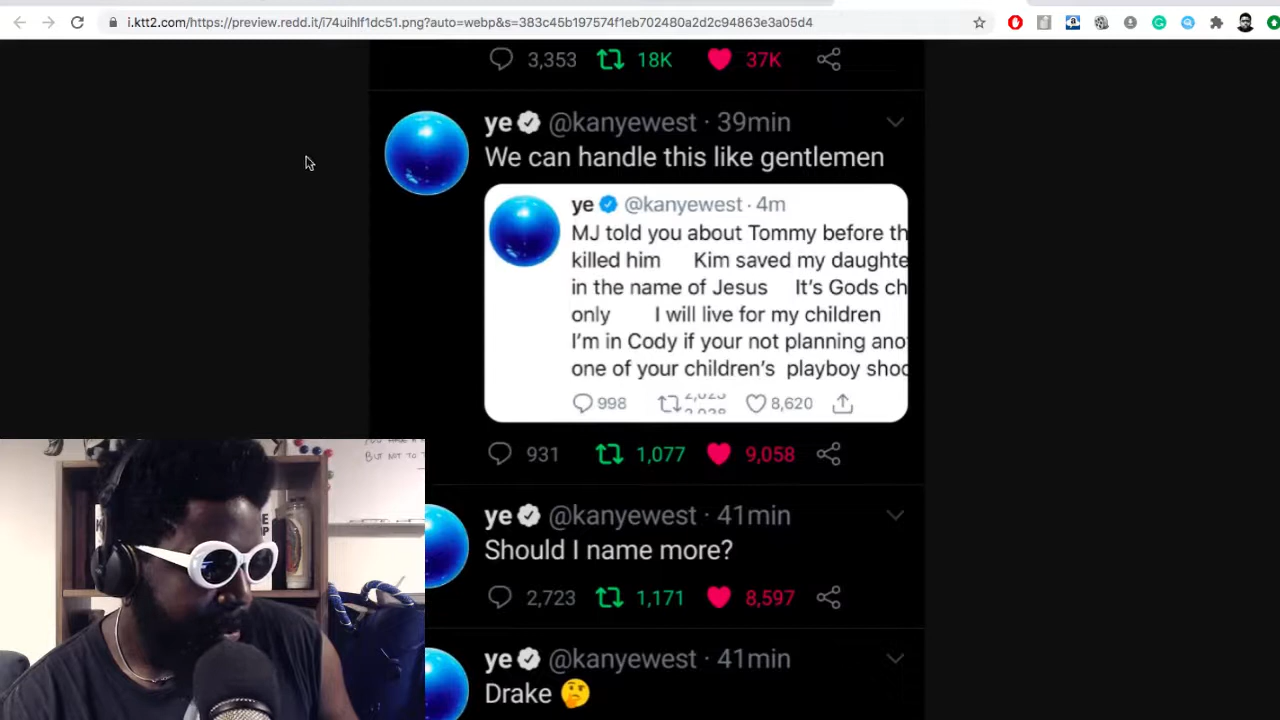 i.ktt2.com/https://preview.redd.it/i74uihlf1dc51.png?auto=webp&s=383c45b197574f1eb702480a2d2c94863e3a05d4
3,353 18K 37K
ye @kanyewest · 39min
We can handle this like gentlemen
ye @kanyewest · 4m
MJ told you about Tommy before th
killed him Kim saved my daughte
in the name of Jesus It's Gods ch
only I will live for my children
I'm in Cody if your not planning ano
one of your children's playboy shoo
998 8,620
931 1,077 9,058
BUT NOT TO
ye @kanyewest · 41min
Should I name more?
2,723 1,171 8,597
ye @kanyewest · 41min
Drake 🤔